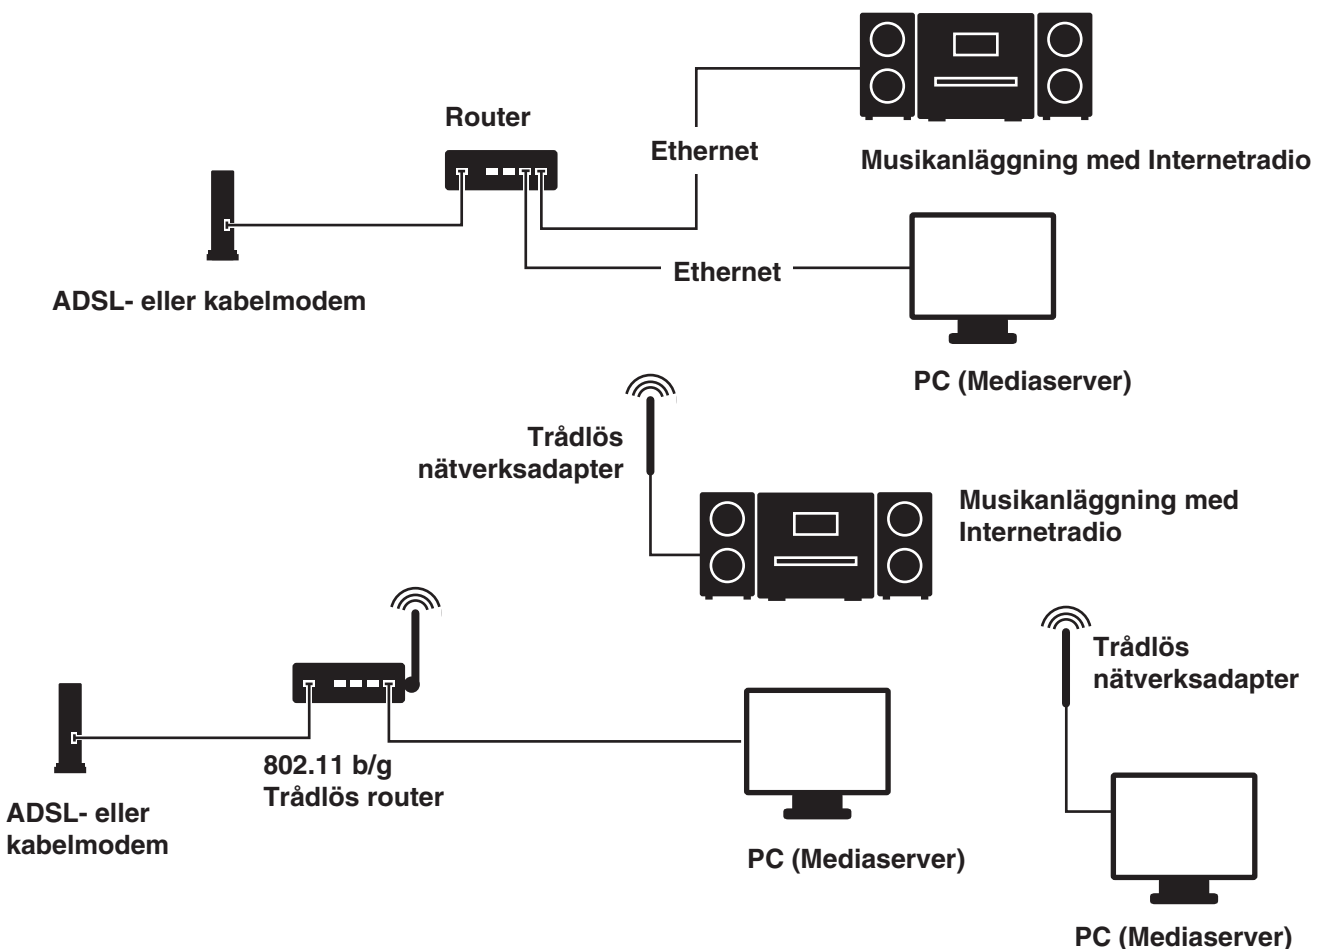 Router
Ethernet
Musikanläggning med Internetradio
Ethernet
ADSL- eller kabelmodem
PC (Mediaserver)
Trådlös
nätverksadapter
Musikanläggning med
Internetradio
Trådlös
nätverksadapter
802.11 b/g
Trådlös router
ADSL- eller
kabelmodem
PC (Mediaserver)
PC (Mediaserver)